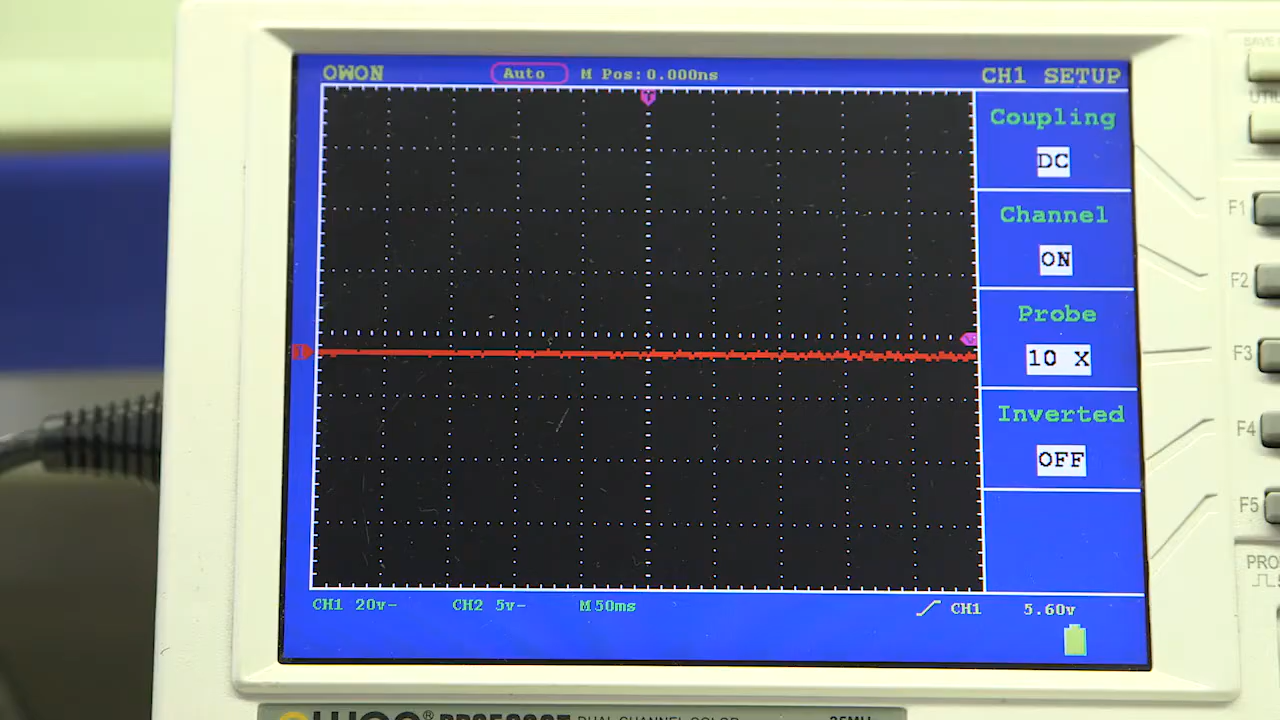 OWON Auto M Pos:0.000ns CH1 SETUP
Coupling
DC
Channel
ON
Probe
10 X
Inverted
OFF
CH1 20v- CH2 5v- M 50ms CH1 5.60v
F1
F2
F3
F4
F5